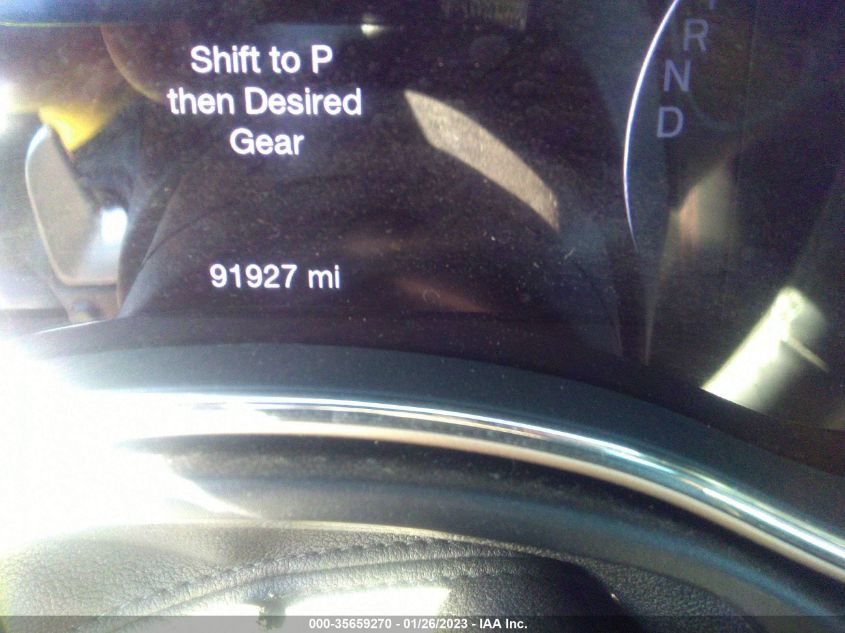 Shift to P
then Desired
Gear
R
N
D
91927 mi
000-35659270 - 01/26/2023 - IAA Inc.